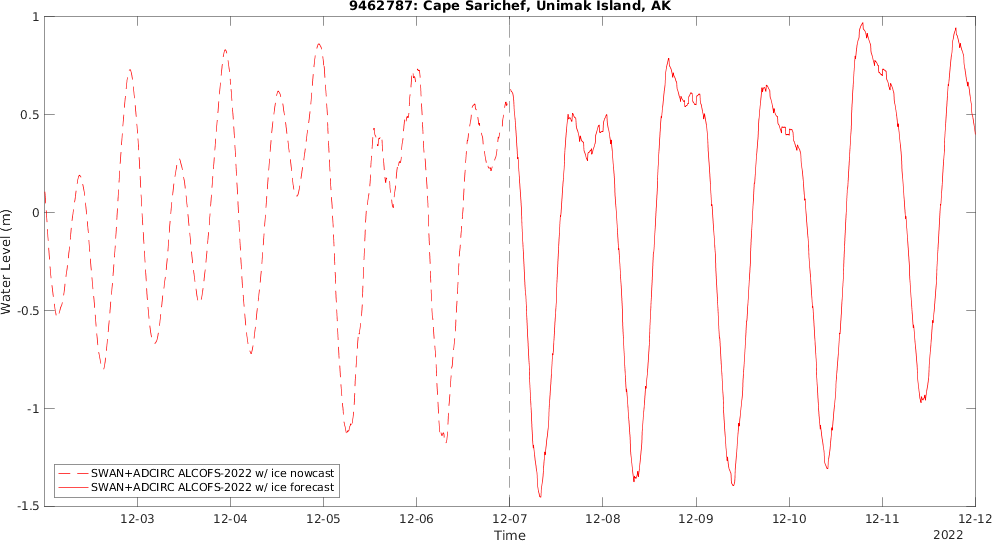 9462787: Cape Sarichef, Unimak Island, AK
1
0.5
0
-0.5
-1
-1.5
Water Level (m)
SWAN+ADCIRC ALCOFS-2022 w/ ice nowcast
SWAN+ADCIRC ALCOFS-2022 w/ ice forecast
12-03 12-04 12-05 12-06 12-07 12-08 12-09 12-10 12-11 12-12
Time
2022